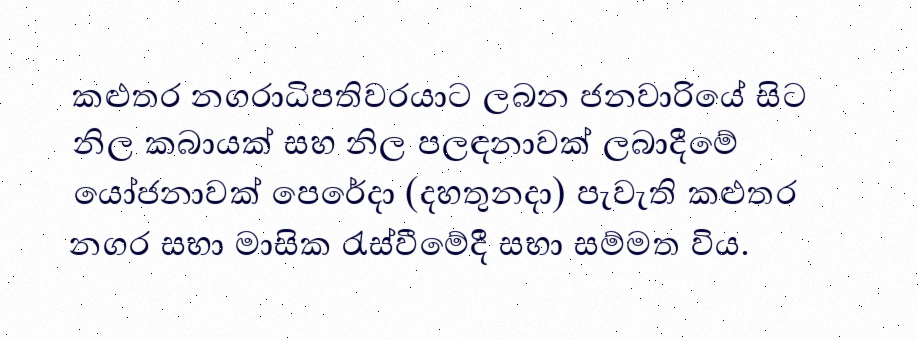 කළුතර නගරාධිපතිවරයාට ලබන ජනවාරියේ සිට
නිල කබායක් සහ නිල පලඳනාවක් ලබාදීමේ
යෝජනාවක් පෙරේදා (දහතුනදා) පැවැති කළුතර
නගර සභා මාසික රැස්වීමේදී සභා සම්මත විය.